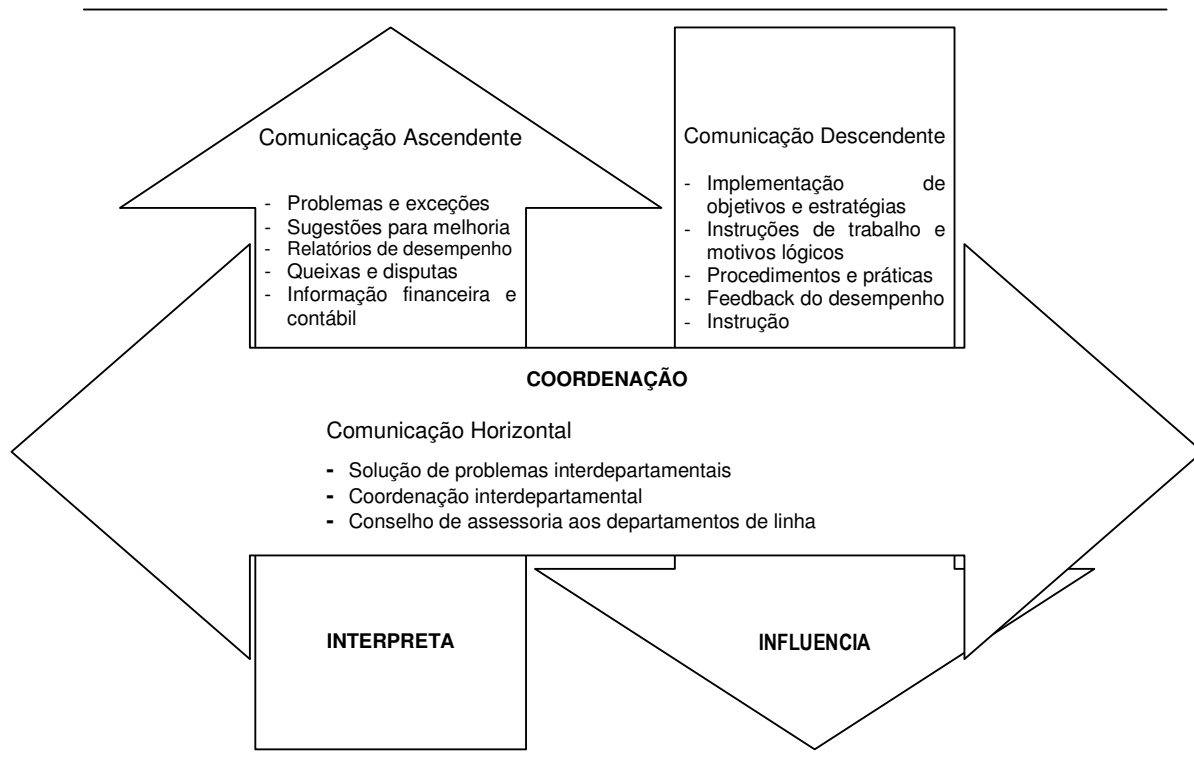 Comunicação Ascendente
- Problemas e exceções
- Sugestões para melhoria
- Relatórios de desempenho
- Queixas e disputas
- Informação financeira e
contábil
Comunicação Descendente
- Implementação de
objetivos e estratégias
- Instruções de trabalho e
motivos lógicos
- Procedimentos e práticas
- Feedback do desempenho
- Instrução
COORDENAÇÃO
Comunicação Horizontal
- Solução de problemas interdepartamentais
- Coordenação interdepartamental
- Conselho de assessoria aos departamentos de linha
INTERPRETA
INFLUENCIA